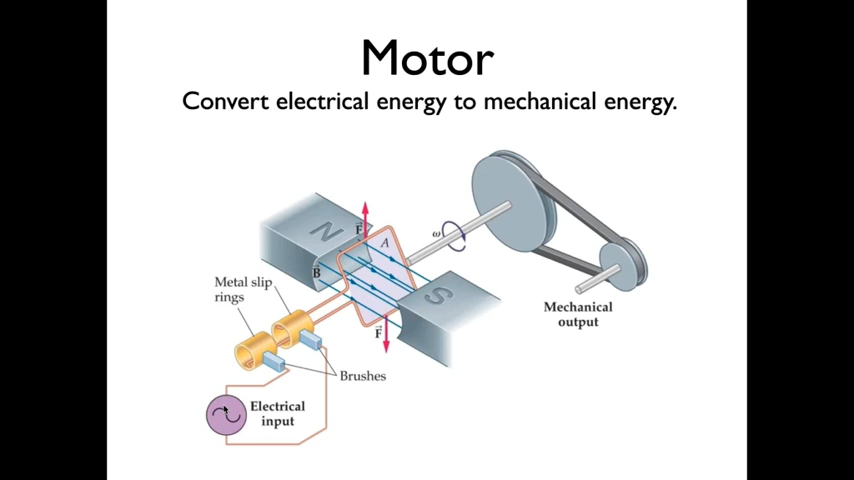 Motor
Convert electrical energy to mechanical energy.
N
F
A
ω
B
S
Metal slip
rings
F
Mechanical
output
Brushes
Electrical
input